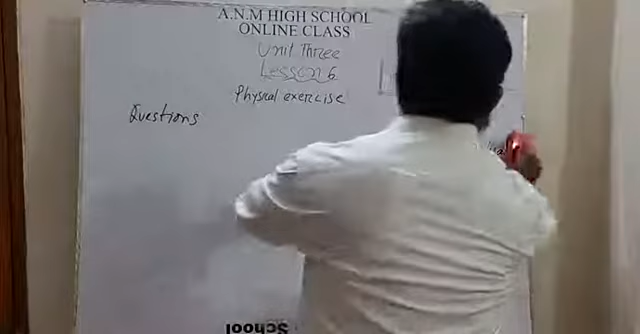 A.N.M HIGH SCHOOL
ONLINE CLASS
Unit Three
Lesson 6
Physical exercise
Questions
School